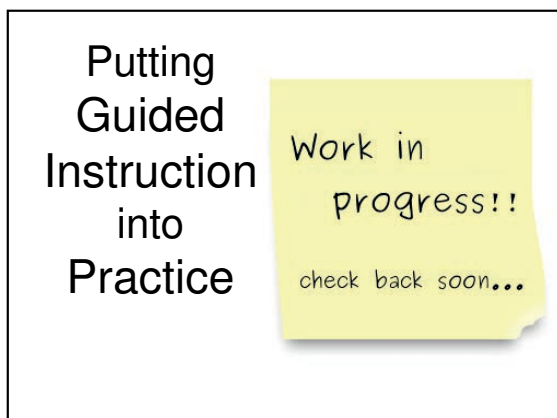 Putting
Guided
Instruction
into
Practice
Work in
progress!!
check back soon...